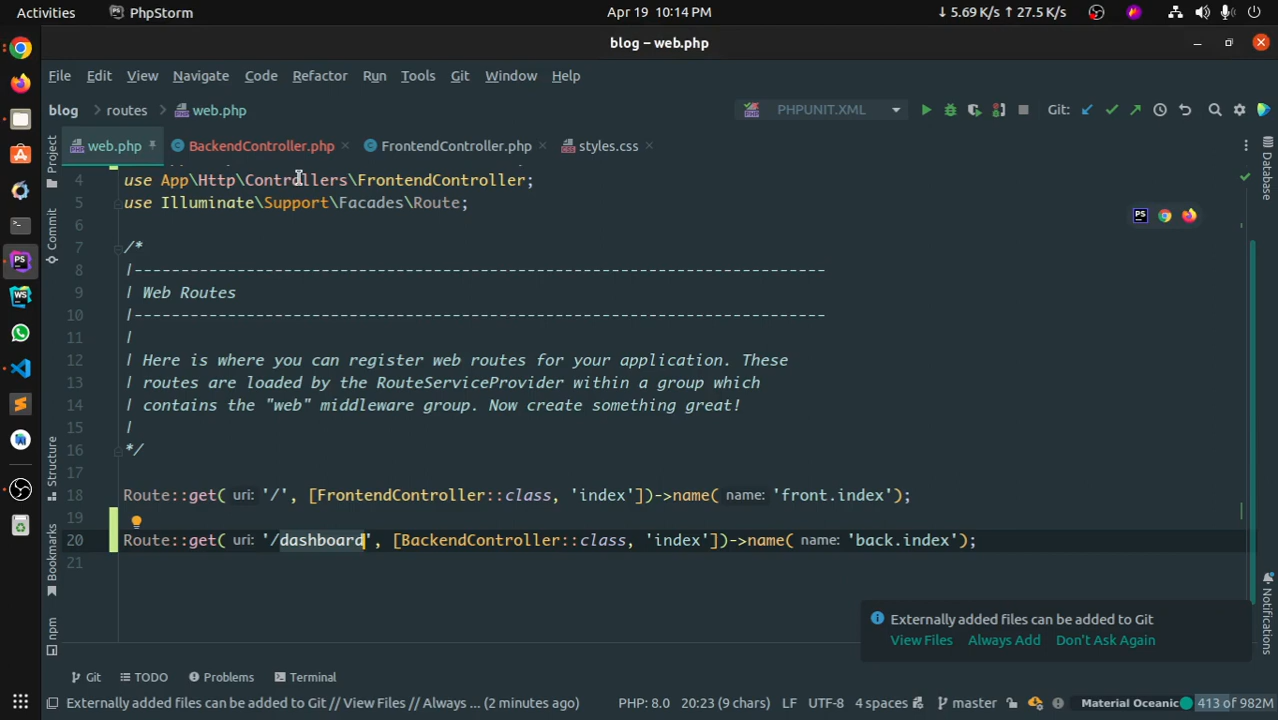 Activities PhpStorm Apr 19 10:14 PM ↓ 5.69 K/s ↑ 27.5 K/s
blog – web.php
File Edit View Navigate Code Refactor Run Tools Git Window Help
blog routes web.php PHPUNIT.XML Git:
web.php BackendController.php FrontendController.php styles.css
4 use App\Http\Controllers\FrontendController;
5 use Illuminate\Support\Facades\Route;
6
7 /*
8 |--------------------------------------------------------------------------
9 | Web Routes
10 |--------------------------------------------------------------------------
11 |
12 | Here is where you can register web routes for your application. These
13 | routes are loaded by the RouteServiceProvider within a group which
14 | contains the "web" middleware group. Now create something great!
15 |
16 */
17
18 Route::get( uri: '/', [FrontendController::class, 'index'])->name( name: 'front.index');
19
20 Route::get( uri: '/dashboard', [BackendController::class, 'index'])->name( name: 'back.index');
21
Project
Commit
Structure
Bookmarks
npm
Database
Notifications
PS
WS
PS
Externally added files can be added to Git
View Files Always Add Don't Ask Again
Git TODO Problems Terminal
Externally added files can be added to Git // View Files // Always ... (2 minutes ago) PHP: 8.0 20:23 (9 chars) LF UTF-8 4 spaces master Material Oceanic 413 of 982M